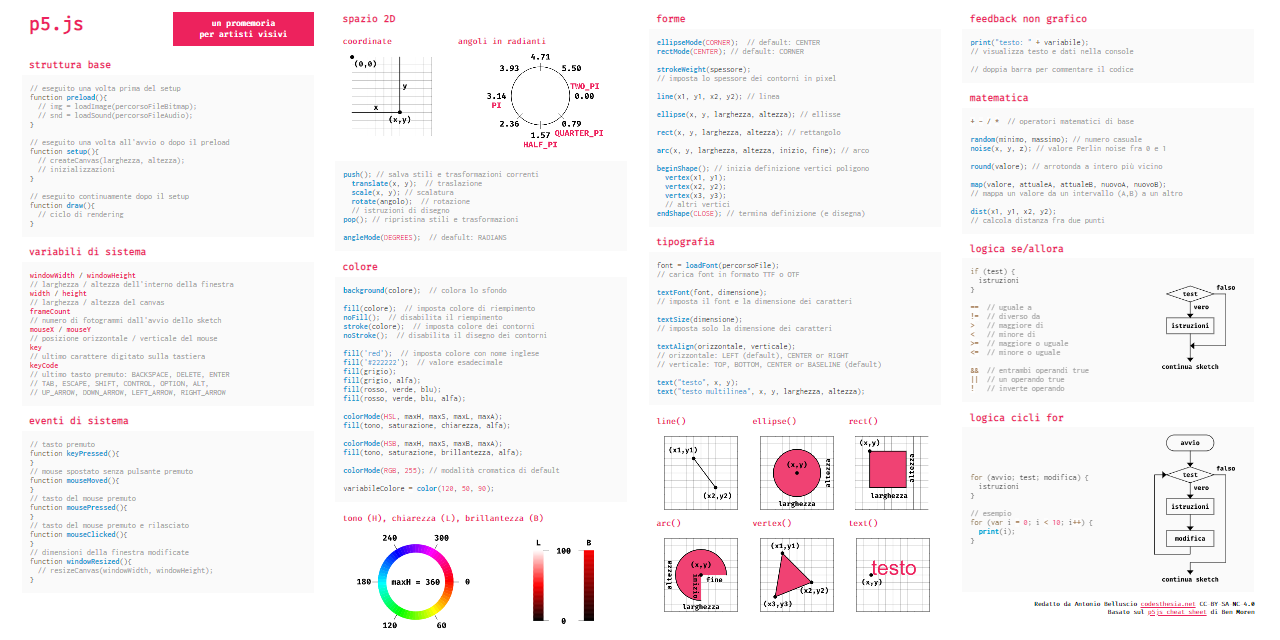 p5.js
un promemoria
per artisti visivi
struttura base
// eseguito una volta prima del setup
function preload(){
// img = loadImage(percorsoFileBitmap);
// snd = loadSound(percorsoFileAudio);
}
// eseguito una volta all'avvio o dopo il preload
function setup(){
// createCanvas(larghezza, altezza);
// inizializzazioni
}
// eseguito continuamente dopo il setup
function draw(){
// ciclo di rendering
}
variabili di sistema
windowWidth / windowHeight
// larghezza / altezza dell'interno della finestra
width / height
// larghezza / altezza del canvas
frameCount
// numero di fotogrammi dall'avvio dello sketch
mouseX / mouseY
// posizione orizzontale / verticale del mouse
key
// ultimo carattere digitato sulla tastiera
keyCode
// ultimo tasto premuto: BACKSPACE, DELETE, ENTER
// TAB, ESCAPE, SHIFT, CONTROL, OPTION, ALT,
// UP_ARROW, DOWN_ARROW, LEFT_ARROW, RIGHT_ARROW
eventi di sistema
// tasto premuto
function keyPressed(){
}
// mouse spostato senza pulsante premuto
function mouseMoved(){
}
// tasto del mouse premuto
function mousePressed(){
}
// tasto del mouse premuto e rilasciato
function mouseClicked(){
}
// dimensioni della finestra modificate
function windowResized(){
// resizeCanvas(windowWidth, windowHeight);
}
spazio 2D
coordinate
(0,0)
y
x
(x,y)
angoli in radianti
4.71
3.93
5.50
TWO_PI
3.14
0.00
PI
2.36
0.79
1.57
QUARTER_PI
HALF_PI
push(); // salva stili e trasformazioni correnti
translate(x, y); // traslazione
scale(x, y); // scalatura
rotate(angolo); // rotazione
// istruzioni di disegno
pop(); // ripristina stili e trasformazioni
angleMode(DEGREES); // deafult: RADIANS
colore
background(colore); // colora lo sfondo
fill(colore); // imposta colore di riempimento
noFill(); // disabilita il riempimento
stroke(colore); // imposta colore dei contorni
noStroke(); // disabilita il disegno dei contorni
fill('red'); // imposta colore con nome inglese
fill('#222222'); // valore esadecimale
fill(grigio);
fill(grigio, alfa);
fill(rosso, verde, blu);
fill(rosso, verde, blu, alfa);
colorMode(HSL, maxH, maxS, maxL, maxA);
fill(tono, saturazione, chiarezza, alfa);
colorMode(HSB, maxH, maxS, maxB, maxA);
fill(tono, saturazione, brillantezza, alfa);
colorMode(RGB, 255); // modalità cromatica di default
variabileColore = color(120, 50, 90);
tono (H), chiarezza (L), brillantezza (B)
240
300
180
maxH = 360
0
120
60
L
100
B
0
forme
ellipseMode(CORNER); // default: CENTER
rectMode(CENTER); // default: CORNER
strokeWeight(spessore);
// imposta lo spessore dei contorni in pixel
line(x1, y1, x2, y2); // linea
ellipse(x, y, larghezza, altezza); // ellisse
rect(x, y, larghezza, altezza); // rettangolo
arc(x, y, larghezza, altezza, inizio, fine); // arco
beginShape(); // inizia definizione vertici poligono
vertex(x1, y1);
vertex(x2, y2);
vertex(x3, y3);
// altri vertici
endShape(CLOSE); // termina definizione (e disegna)
tipografia
font = loadFont(percorsoFile);
// carica font in formato TTF o OTF
textFont(font, dimensione);
// imposta il font e la dimensione dei caratteri
textSize(dimensione);
// imposta solo la dimensione dei caratteri
textAlign(orizzontale, verticale);
// orizzontale: LEFT (default), CENTER or RIGHT
// verticale: TOP, BOTTOM, CENTER or BASELINE (default)
text("testo", x, y);
text("testo multilinea", x, y, larghezza, altezza);
line()
(x1,y1)
(x2,y2)
ellipse()
(x,y)
altezza
larghezza
rect()
(x,y)
altezza
larghezza
arc()
altezza
(x,y)
fine
inizio
larghezza
vertex()
(x1,y1)
(x2,y2)
(x3,y3)
text()
testo
(x,y)
feedback non grafico
print("testo: " + variabile);
// visualizza testo e dati nella console
// doppia barra per commentare il codice
matematica
+ - / * // operatori matematici di base
random(minimo, massimo); // numero casuale
noise(x, y, z); // valore Perlin noise fra 0 e 1
round(valore); // arrotonda a intero più vicino
map(valore, attualeA, attualeB, nuovoA, nuovoB);
// mappa un valore da un intervallo (A,B) a un altro
dist(x1, y1, x2, y2);
// calcola distanza fra due punti
logica se/allora
if (test) {
istruzioni
}
== // uguale a
!= // diverso da
> // maggiore di
< // minore di
>= // maggiore o uguale
<= // minore o uguale
&& // entrambi operandi true
|| // un operando true
! // inverte operando
test
falso
vero
istruzioni
continua sketch
logica cicli for
for (avvio; test; modifica) {
istruzioni
}
// esempio
for (var i = 0; i < 10; i++) {
print(i);
}
avvio
test
falso
vero
istruzioni
modifica
continua sketch
Redatto da Antonio Belluscio codesthesia.net CC BY SA NC 4.0
Basato sul p5js cheat sheet di Ben Moren